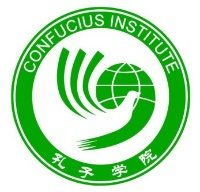 CONFUCIUS INSTITUTE
孔子学院